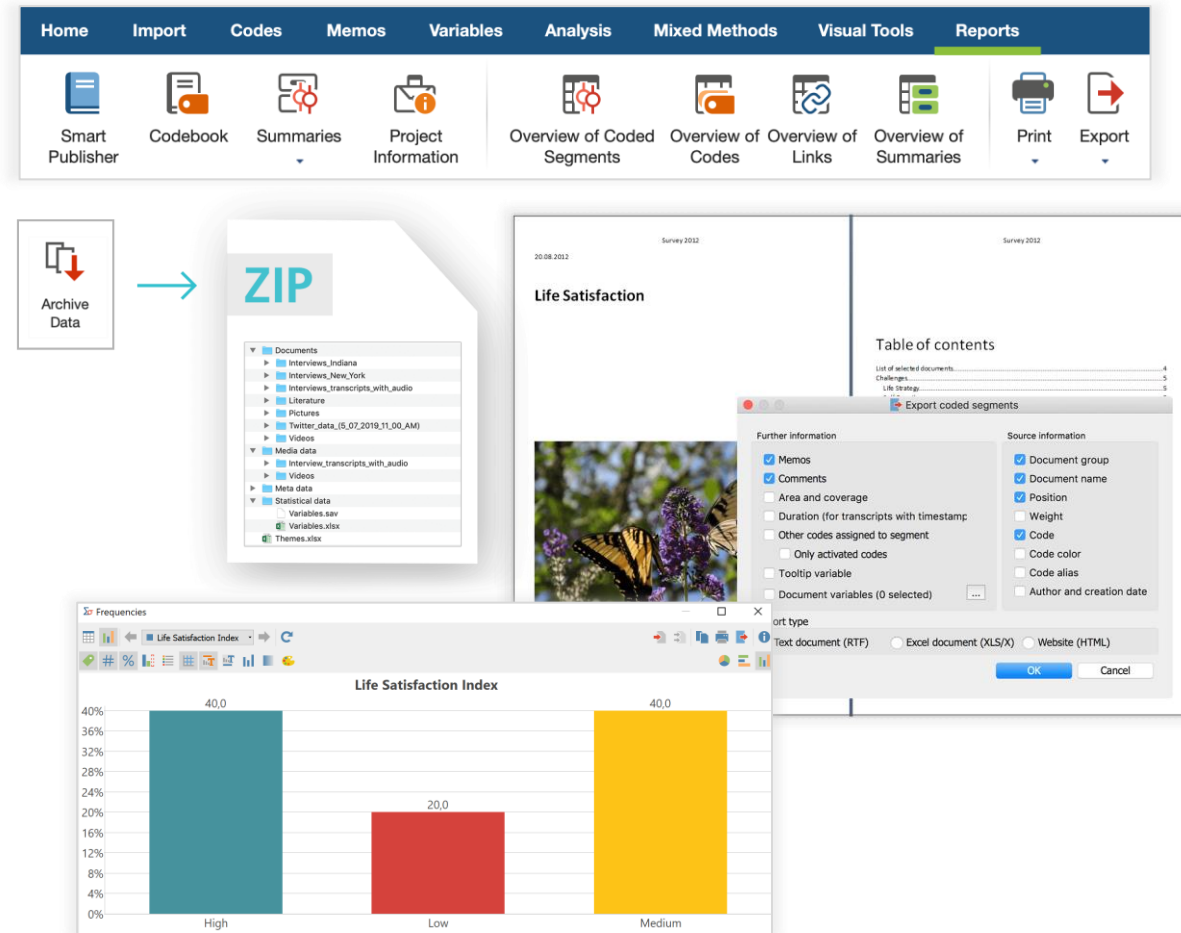 Home Import Codes Memos Variables Analysis Mixed Methods Visual Tools Reports
Smart Publisher
Codebook
Summaries
Project Information
Overview of Coded Segments
Overview of Codes
Overview of Links
Overview of Summaries
Print
Export
Archive
Data
ZIP
Documents
Interviews_Indiana
Interviews_New_York
Interviews_transcripts_with_audio
Literature
Pictures
Twitter_data_(5_07_2019_11_00_AM)
Videos
Media data
Interview_transcripts_with_audio
Videos
Meta data
Statistical data
Variables.sav
Variables.xlsx
Themes.xlsx
Survey 2012
20.08.2012
Life Satisfaction
Survey 2012
Table of contents
List of selected documents 4
Challenges 5
Life Strategy 5
Export coded segments
Further information
Memos
Comments
Area and coverage
Duration (for transcripts with timestamp
Other codes assigned to segment
Only activated codes
Tooltip variable
Document variables (0 selected) ...
Source information
Document group
Document name
Position
Weight
Code
Code color
Code alias
Author and creation date
ort type
Text document (RTF) Excel document (XLS/X) Website (HTML)
OK Cancel
Frequencies
Life Satisfaction Index
Life Satisfaction Index
40,0
20,0
40,0
40%
36%
32%
28%
24%
20%
16%
12%
8%
4%
0%
High Low Medium